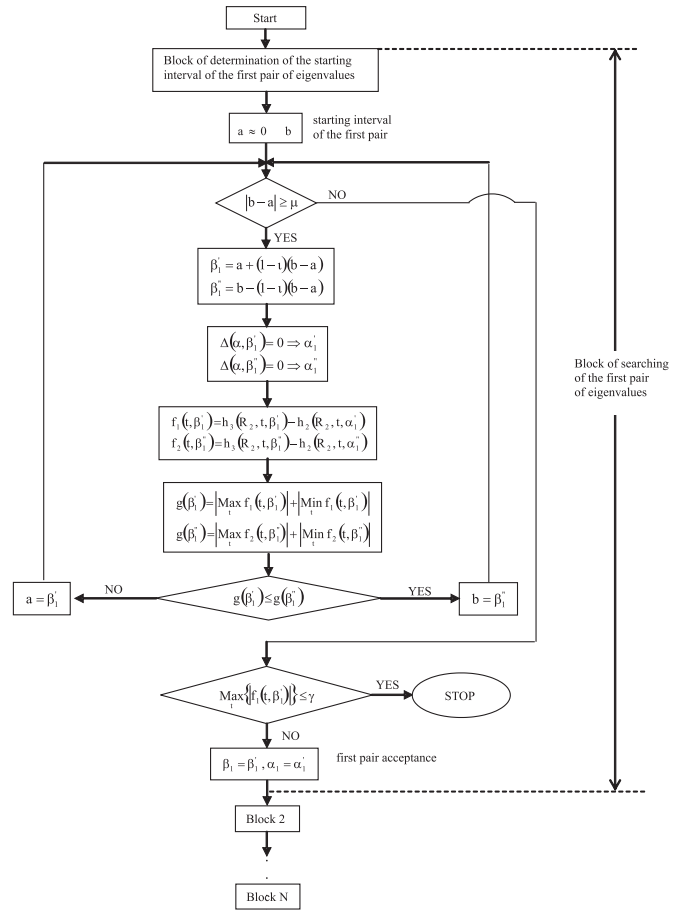 Start
Block of determination of the starting
interval of the first pair of eigenvalues
a ≈ 0 b
starting interval
of the first pair
|b−a| ≥ μ
NO
YES
β₁' = a + (1−ι)(b−a)
β₁'' = b − (1−ι)(b−a)
Δ(α,β₁') = 0 ⇒ α₁'
Δ(α,β₁'') = 0 ⇒ α₁''
Block of searching
of the first pair
of eigenvalues
f₁(t,β₁') = h₃(R₂,t,β₁') − h₂(R₂,t,α₁')
f₂(t,β₁'') = h₃(R₂,t,β₁'') − h₂(R₂,t,α₁'')
g(β₁') = |Max f₁(t,β₁')| + |Min f₁(t,β₁')|
t t
g(β₁'') = |Max f₂(t,β₁'')| + |Min f₂(t,β₁'')|
t t
NO
YES
a = β₁'
g(β₁') ≤ g(β₁'')
b = β₁''
Max{|f₁(t,β₁')|} ≤ γ
t
YES
STOP
NO
β₁ = β₁' , α₁ = α₁'
first pair acceptance
Block 2
.
.
Block N